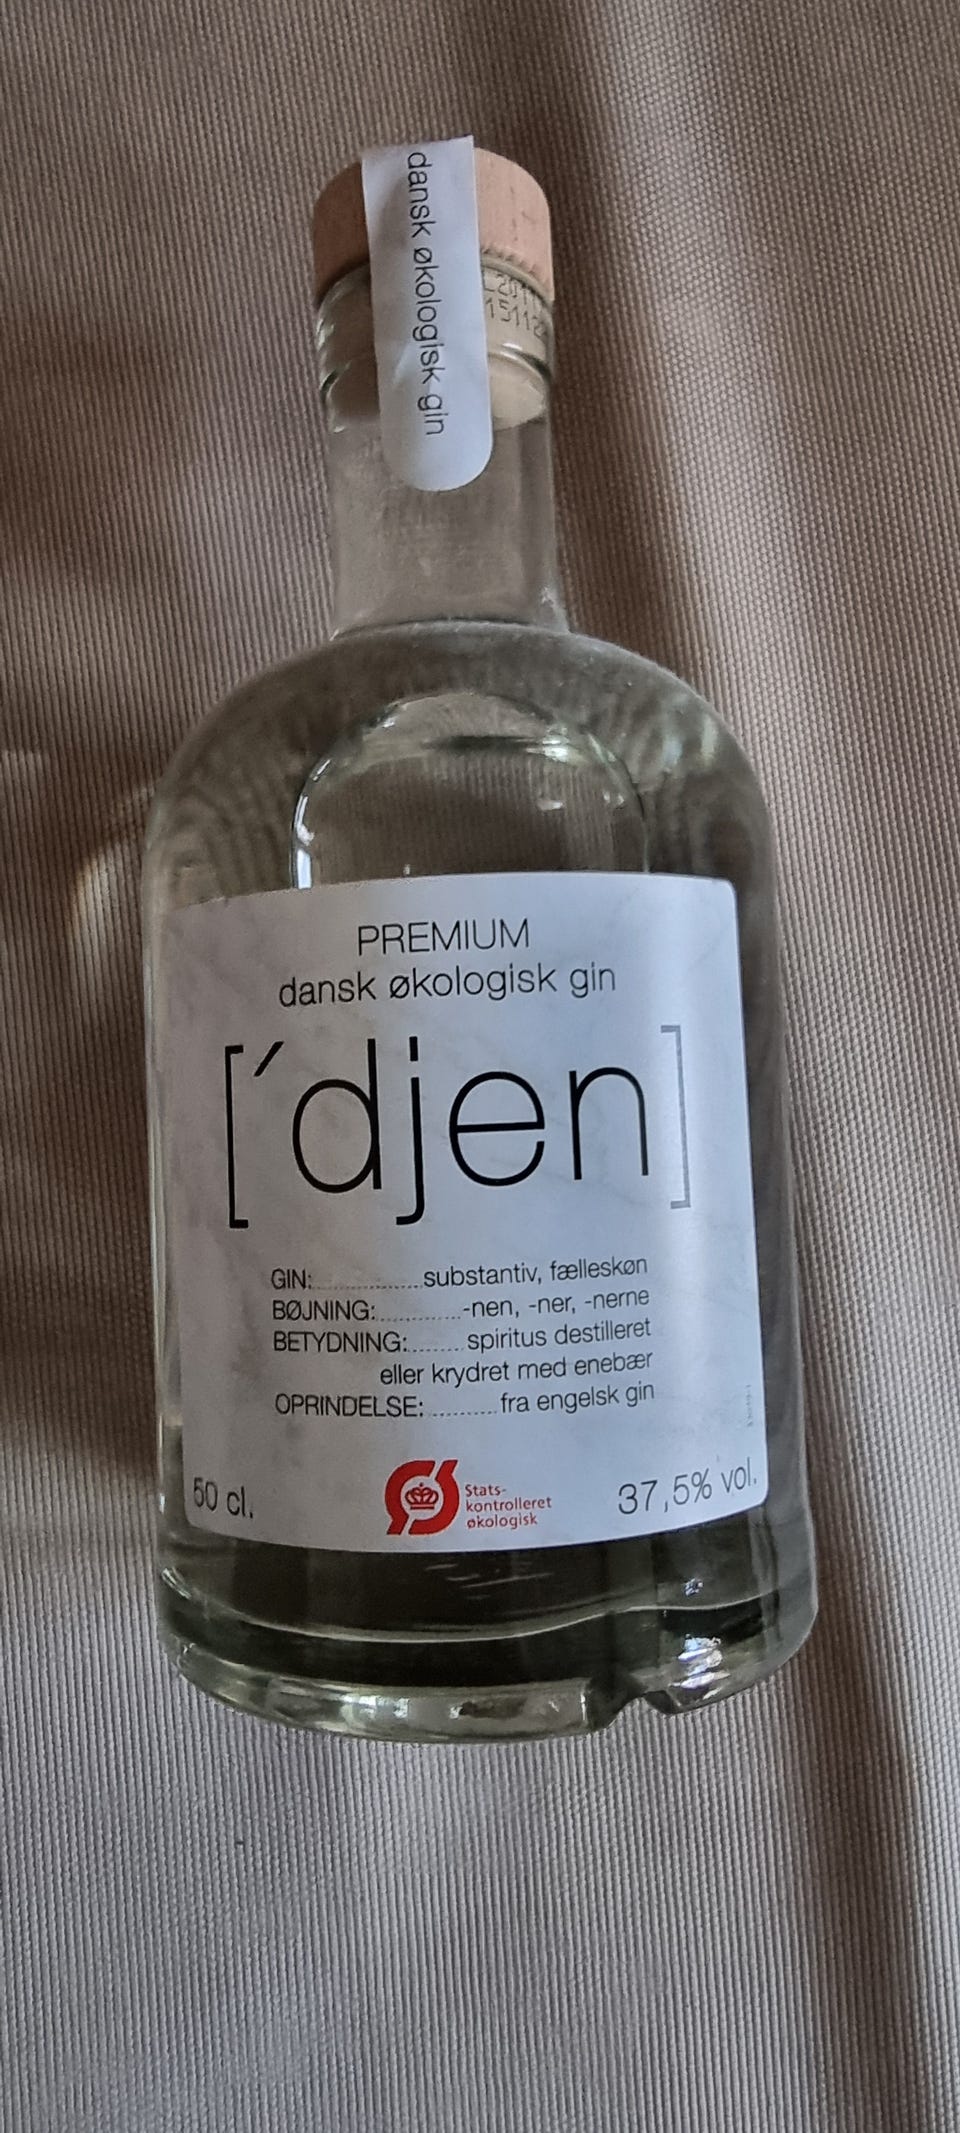 dansk økologisk gin
PREMIUM
dansk økologisk gin
[´djen]
GIN:....................substantiv, fælleskøn
BØJNING:..............-nen, -ner, -nerne
BETYDNING:........spiritus destilleret
eller krydret med enebær
OPRINDELSE:..........fra engelsk gin
50 cl.
Stats-
kontrolleret
økologisk
37,5% vol.